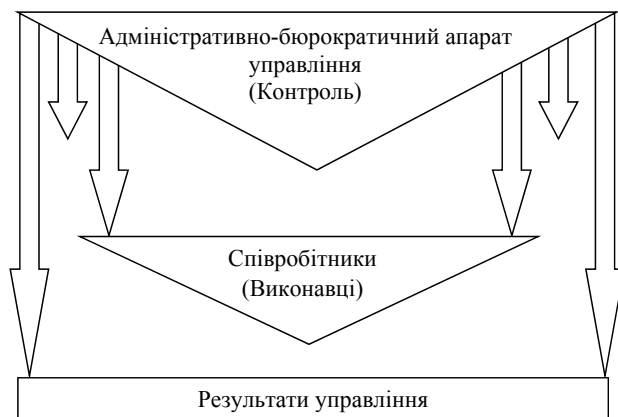 Адміністративно-бюрократичний апарат
управління
(Контроль)
Співробітники
(Виконавці)
Результати управління